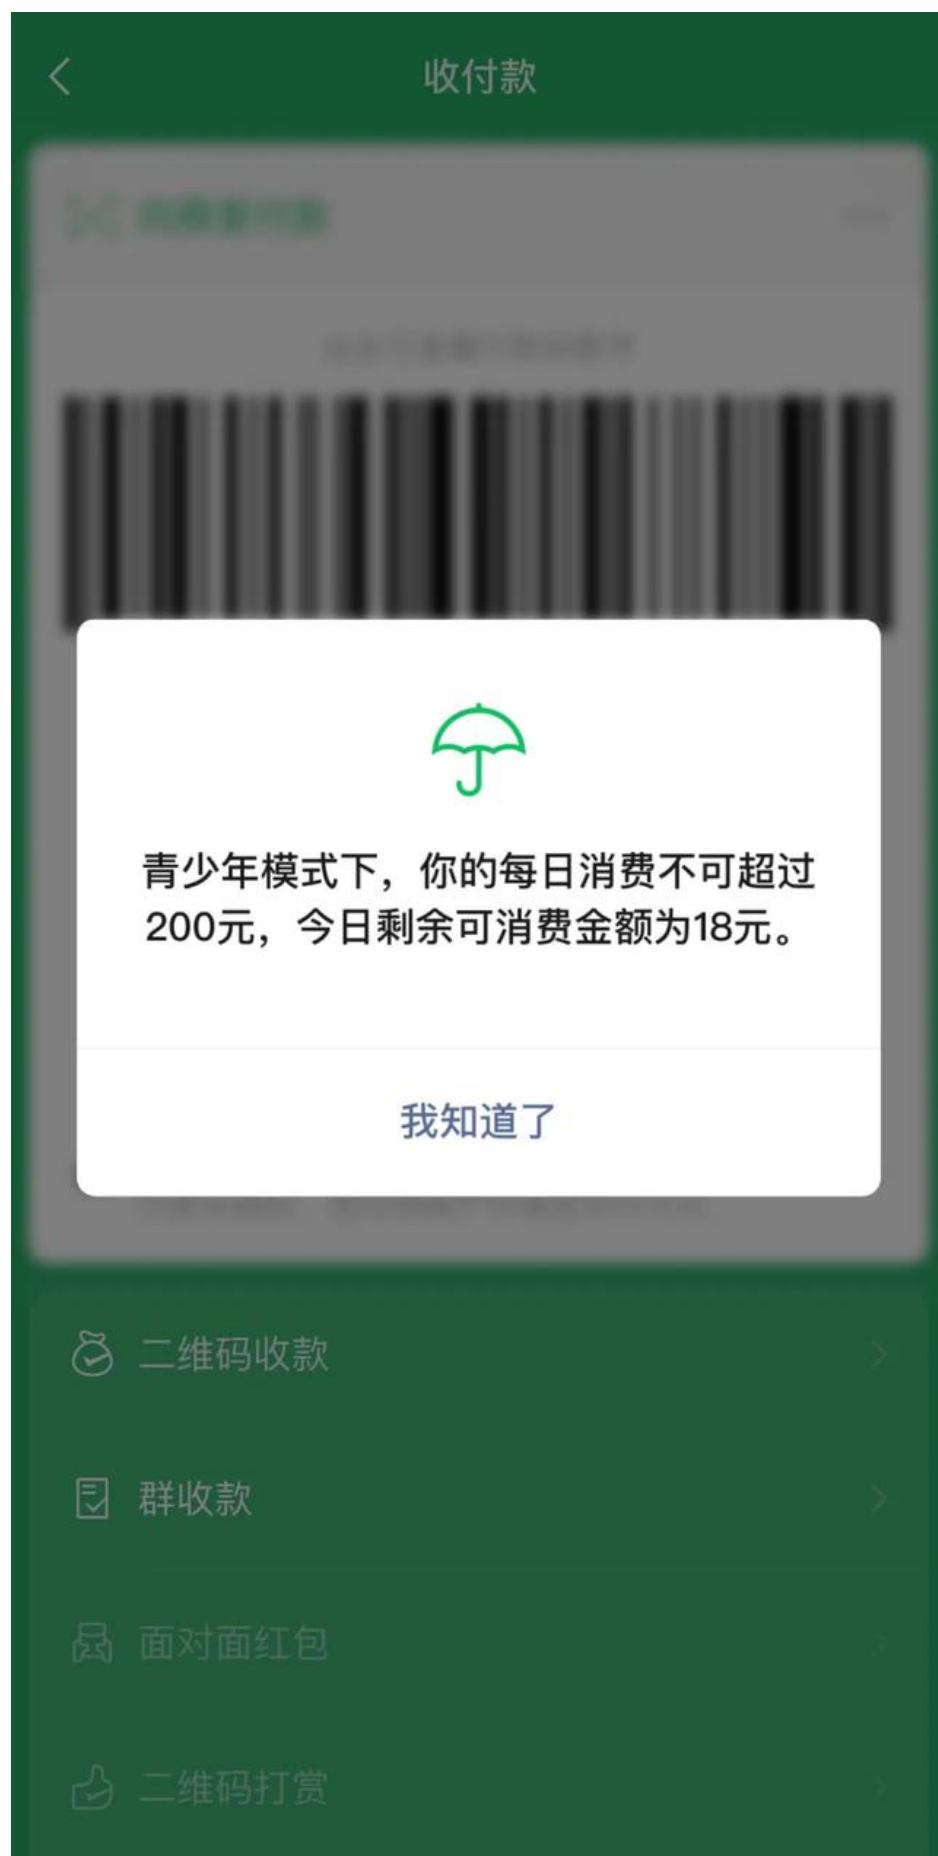 收付款
青少年模式下，你的每日消费不可超过
200元，今日剩余可消费金额为18元。
我知道了
二维码收款
群收款
面对面红包
二维码打赏